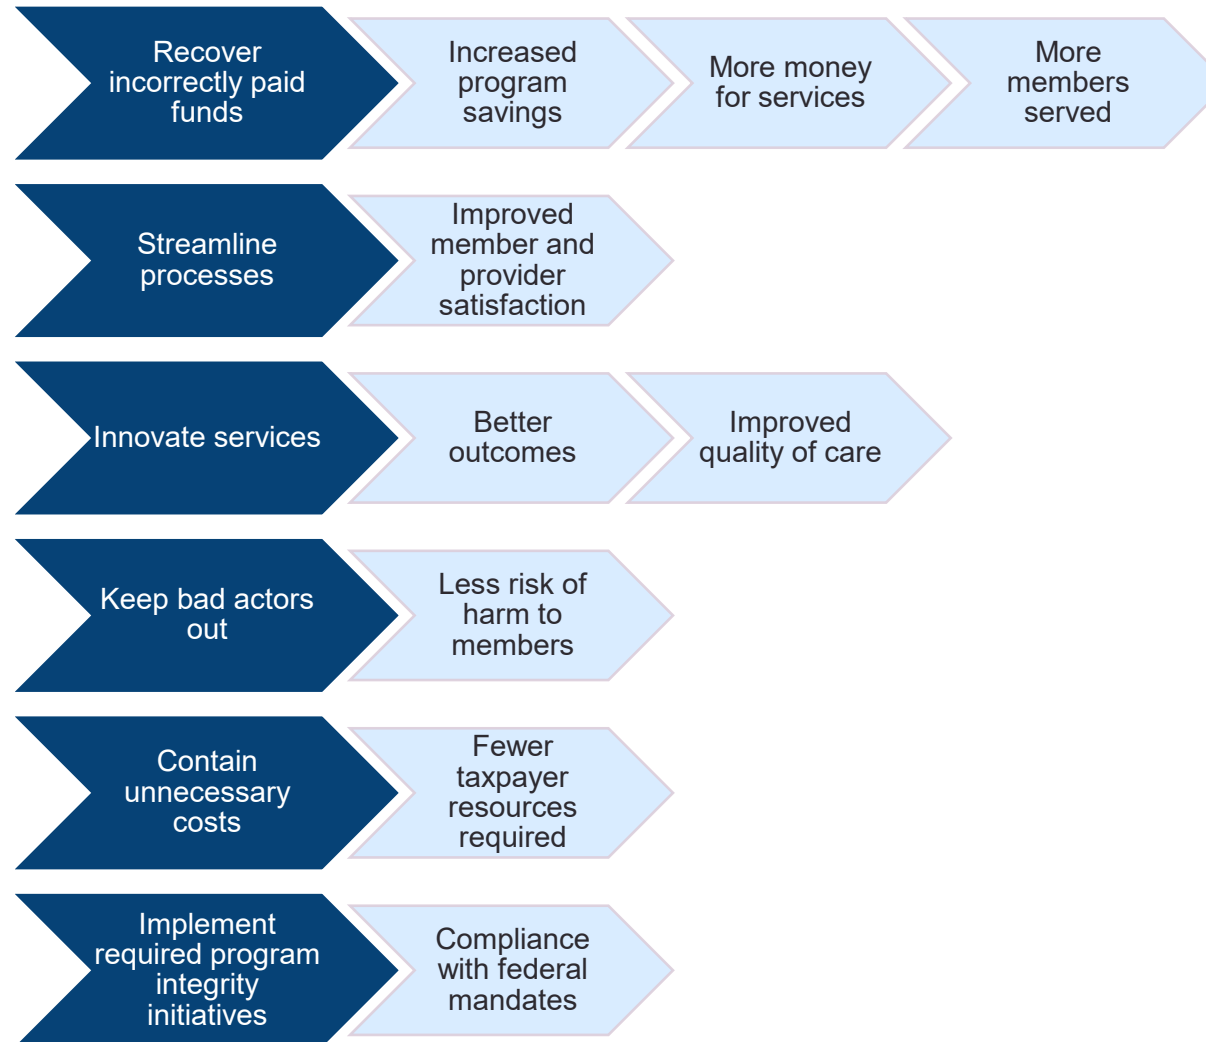 Recover
incorrectly paid
funds
Increased
program
savings
More money
for services
More
members
served
Streamline
processes
Improved
member and
provider
satisfaction
Innovate services
Better
outcomes
Improved
quality of care
Keep bad actors
out
Less risk of
harm to
members
Contain
unnecessary
costs
Fewer
taxpayer
resources
required
Implement
required program
integrity
initiatives
Compliance
with federal
mandates